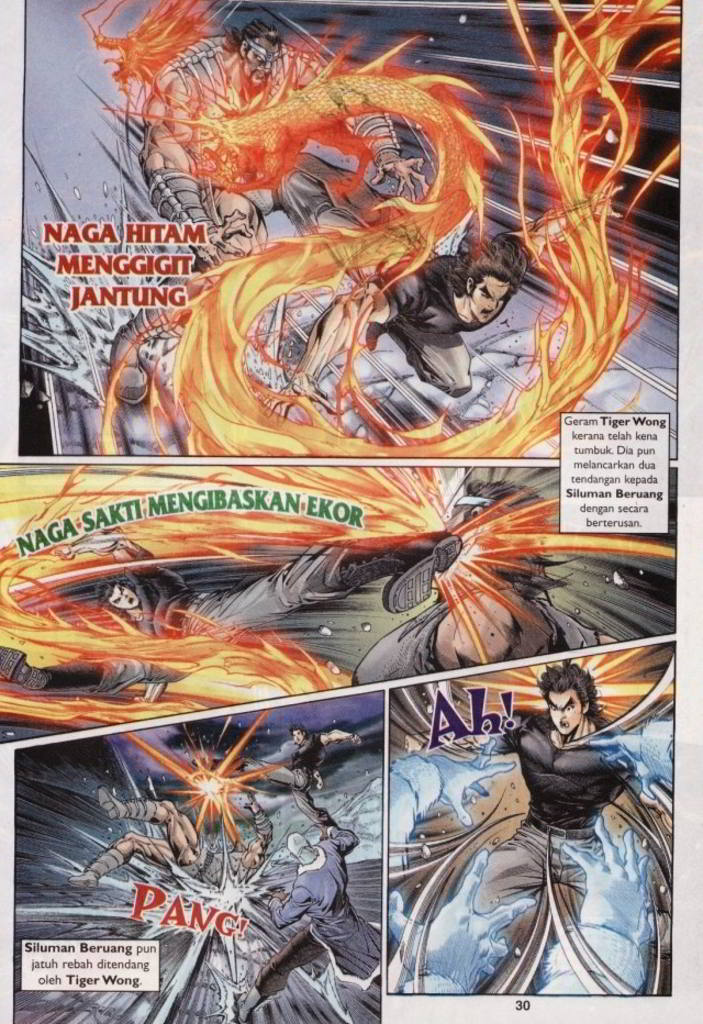 NAGA HITAM
MENGGIGIT
JANTUNG
Geram Tiger Wong
kerana telah kena
tumbuk. Dia pun
melancarkan dua
tendangan kepada
Siluman Beruang
dengan secara
berterusan.
NAGA SAKTI MENGIBASKAN EKOR
Ah!
PANG!
Siluman Beruang pun
jatuh rebah ditendang
oleh Tiger Wong.
30